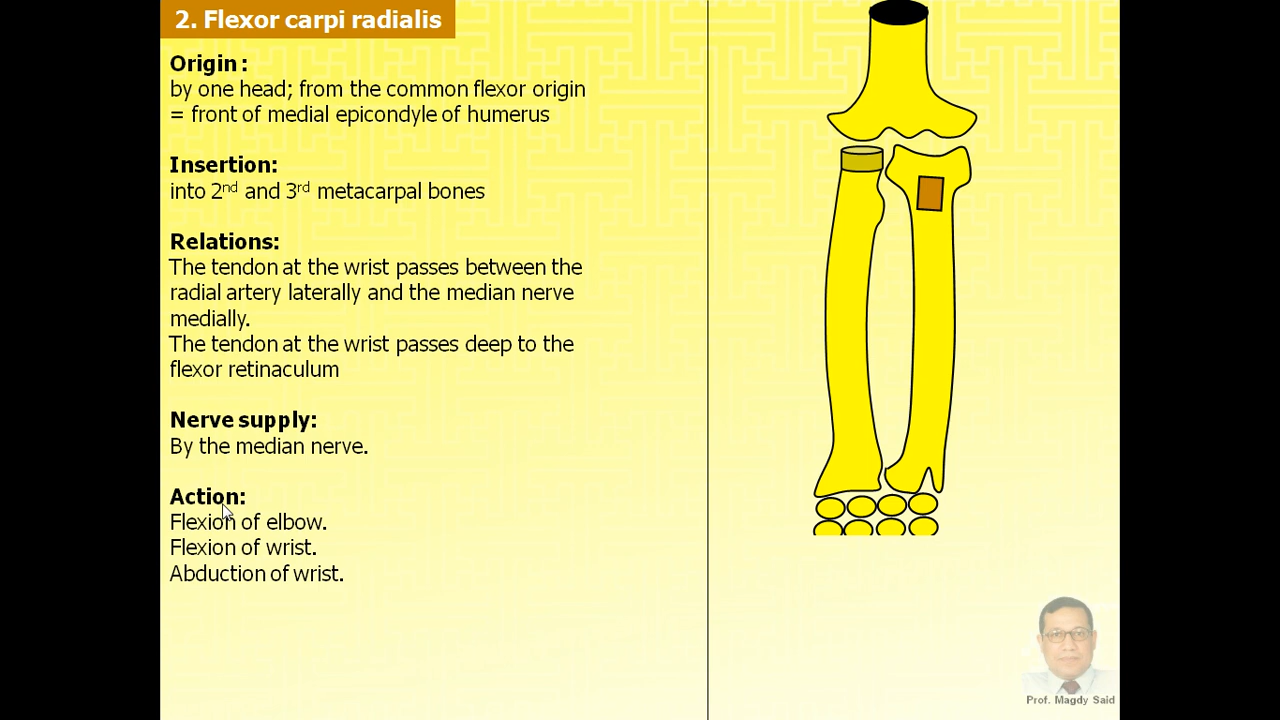 2. Flexor carpi radialis
Origin :
by one head; from the common flexor origin
= front of medial epicondyle of humerus
Insertion:
into 2nd and 3rd metacarpal bones
Relations:
The tendon at the wrist passes between the
radial artery laterally and the median nerve
medially.
The tendon at the wrist passes deep to the
flexor retinaculum
Nerve supply:
By the median nerve.
Action:
Flexion of elbow.
Flexion of wrist.
Abduction of wrist.
Prof. Magdy Said